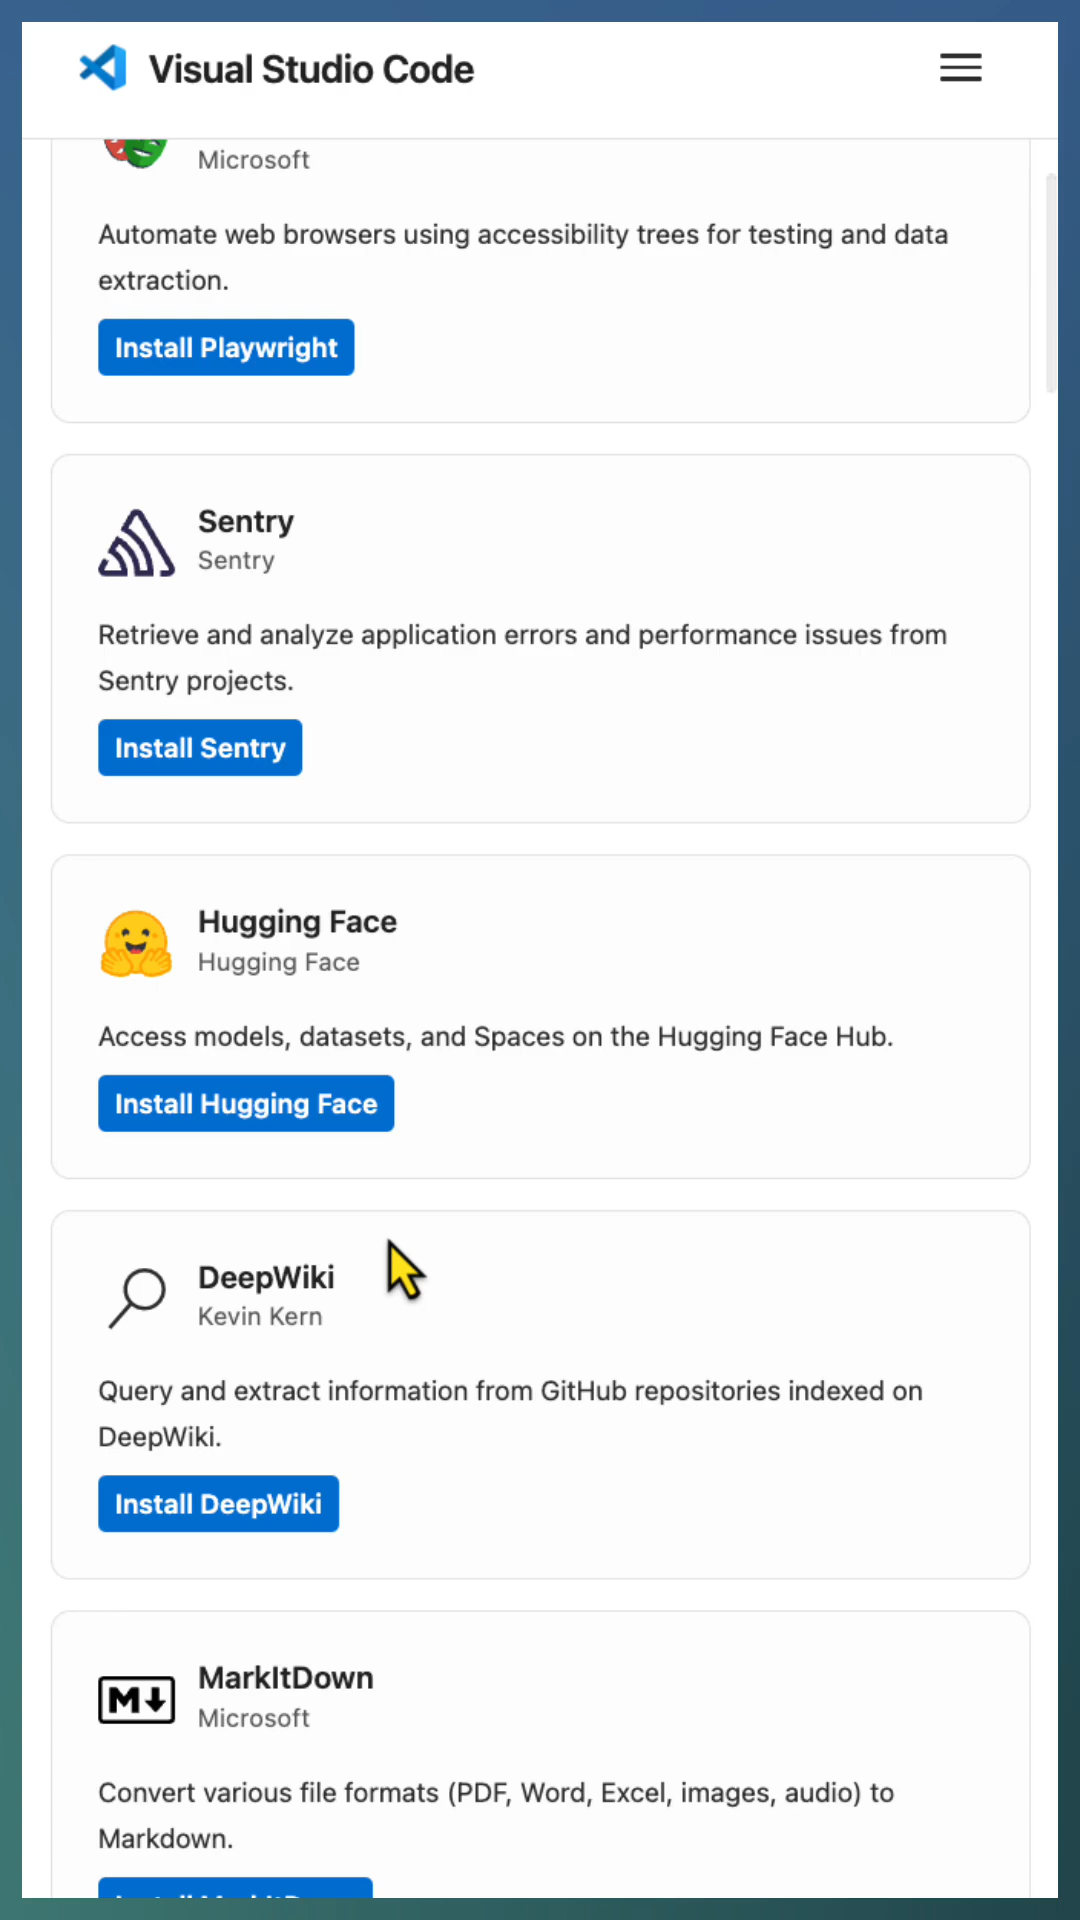 Visual Studio Code
Microsoft
Automate web browsers using accessibility trees for testing and data
extraction.
Install Playwright
Sentry
Sentry
Retrieve and analyze application errors and performance issues from
Sentry projects.
Install Sentry
Hugging Face
Hugging Face
Access models, datasets, and Spaces on the Hugging Face Hub.
Install Hugging Face
DeepWiki
Kevin Kern
Query and extract information from GitHub repositories indexed on
DeepWiki.
Install DeepWiki
M
MarkItDown
Microsoft
Convert various file formats (PDF, Word, Excel, images, audio) to
Markdown.